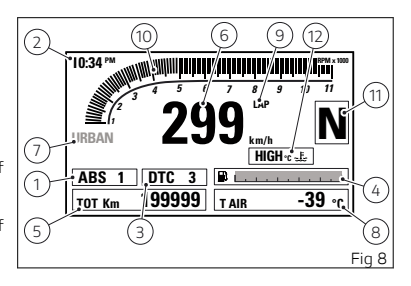 10
6
9
12
2
10:34 PM
RPM x 1000
1 2 3 4 5 6 7 8 9 10 11
LAP
299
N
11
7
URBAN
km/h
HIGH °C
1
ABS 1
DTC 3
4
5
TOT Km
199999
T AIR
-39 °C
3
8
f
f
Fig 8